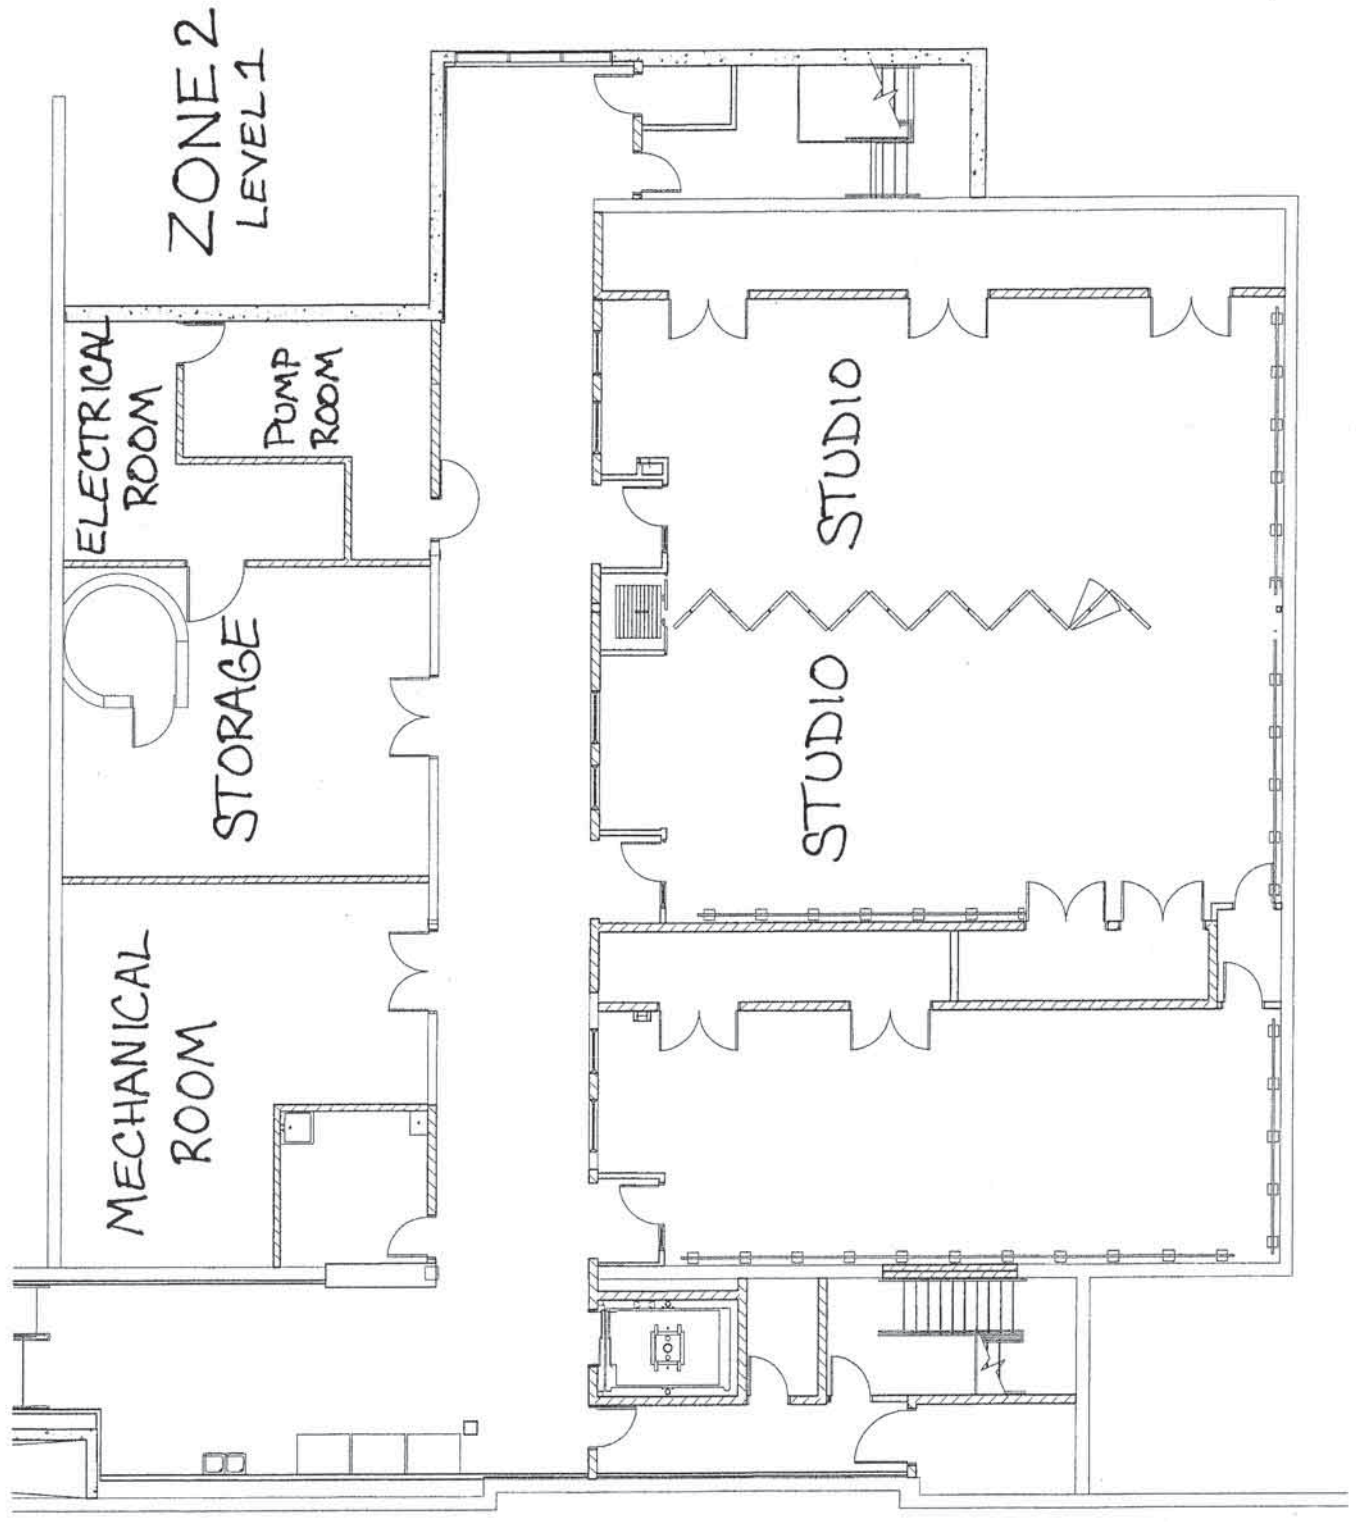 ZONE 2
LEVEL 1
ELECTRICAL
ROOM
PUMP
ROOM
STORAGE
MECHANICAL
ROOM
STUDIO
STUDIO